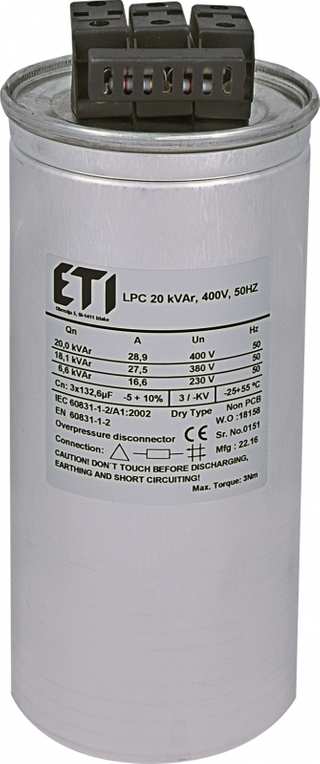 ETI LPC 20 kVAr, 400V, 50HZ
Qn A Un Hz
20,0 kVAr 28,9 400 V 50
18,1 kVAr 27,5 380 V 50
6,6 kVAr 16,6 230 V 50
Cn: 3x132,6µF -5 + 10% 3 / -KV -25+55 ºC
IEC 60831-1-2/A1:2002 Dry Type Non PCB
EN 60831-1-2 W.O :18158
Overpressure disconnector CE Sr. No.0151
Connection: Mfg : 22.16
CAUTION! DON´T TOUCH BEFORE DISCHARGING,
EARTHING AND SHORT CIRCUITING!
Max. Torque: 3Nm